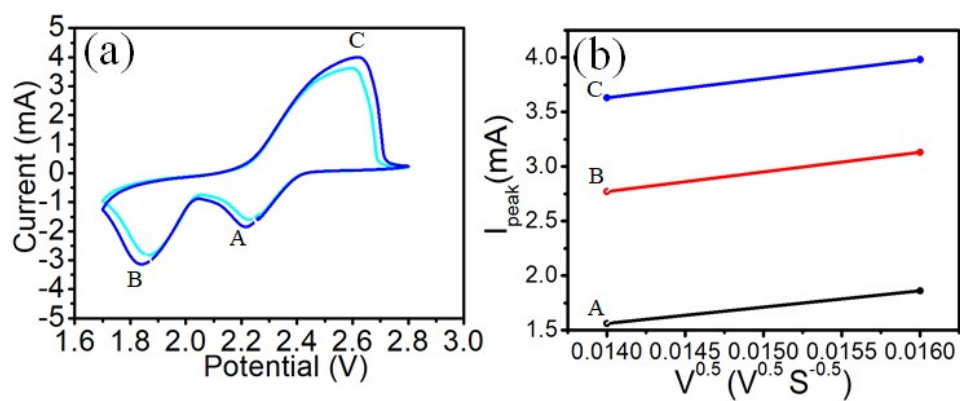 (a)
C
5
4
3
2
1
0
-1
-2
-3
-4
-5
Current (mA)
A
B
1.6 1.8 2.0 2.2 2.4 2.6 2.8 3.0
Potential (V)
(b)
4.0
3.5
3.0
2.5
2.0
1.5
I_peak(mA)
C
B
A
0.0140 0.0145 0.0150 0.0155 0.0160
V^0.5 (V^0.5 S^-0.5)